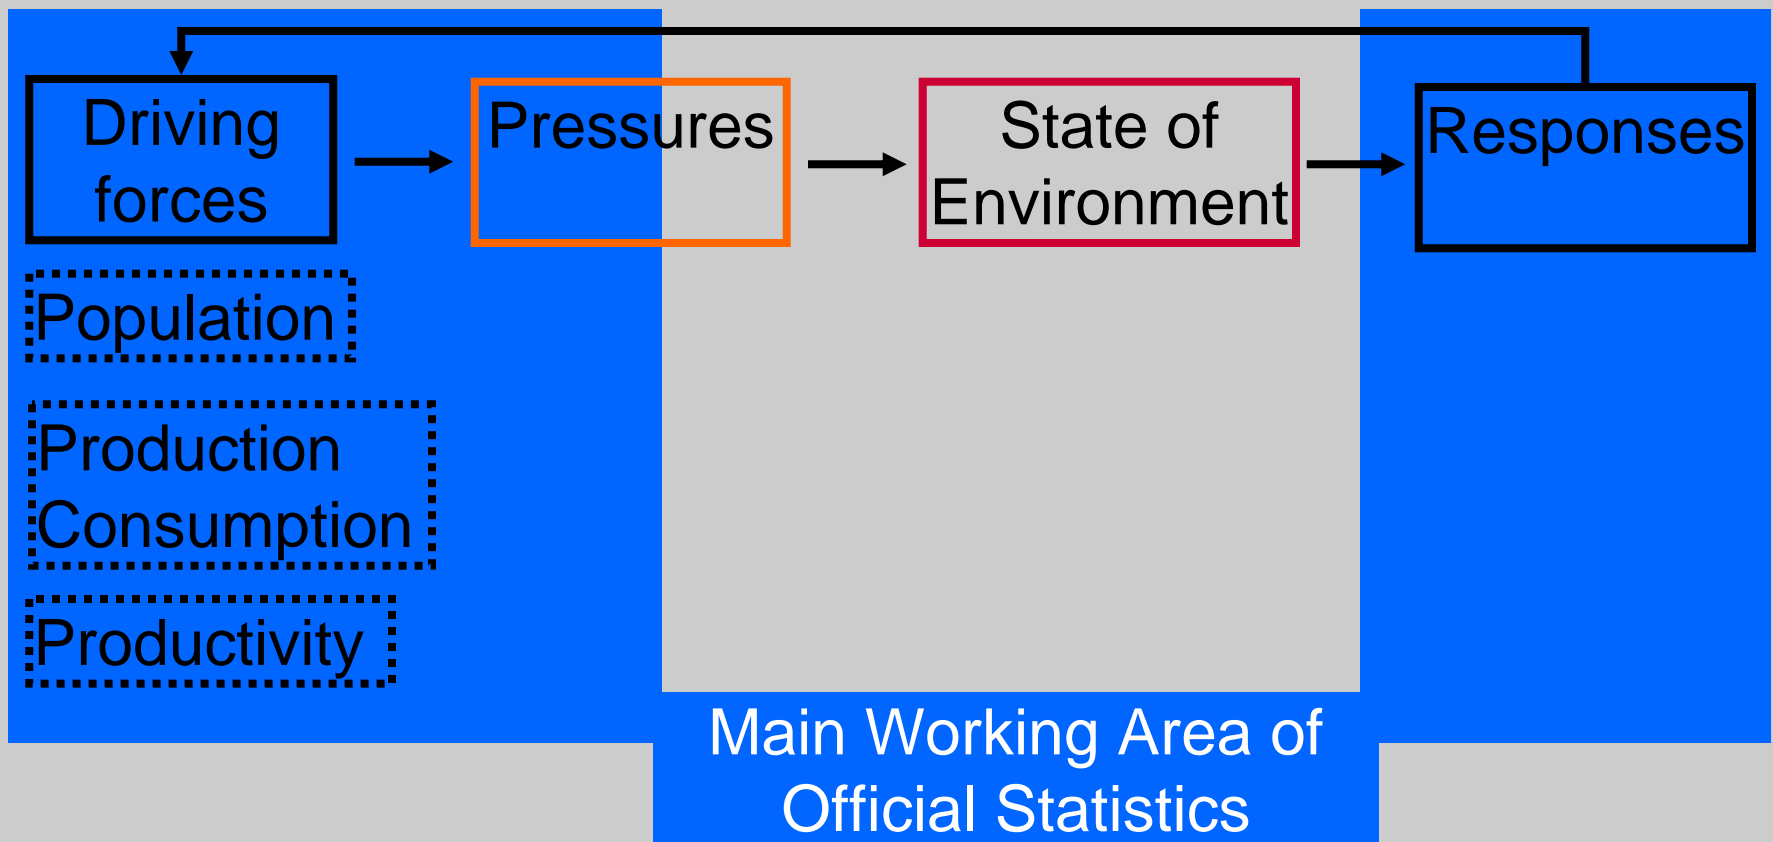 Driving
forces
Pressures
State of
Environment
Responses
Population
Production
Consumption
Productivity
Main Working Area of
Official Statistics